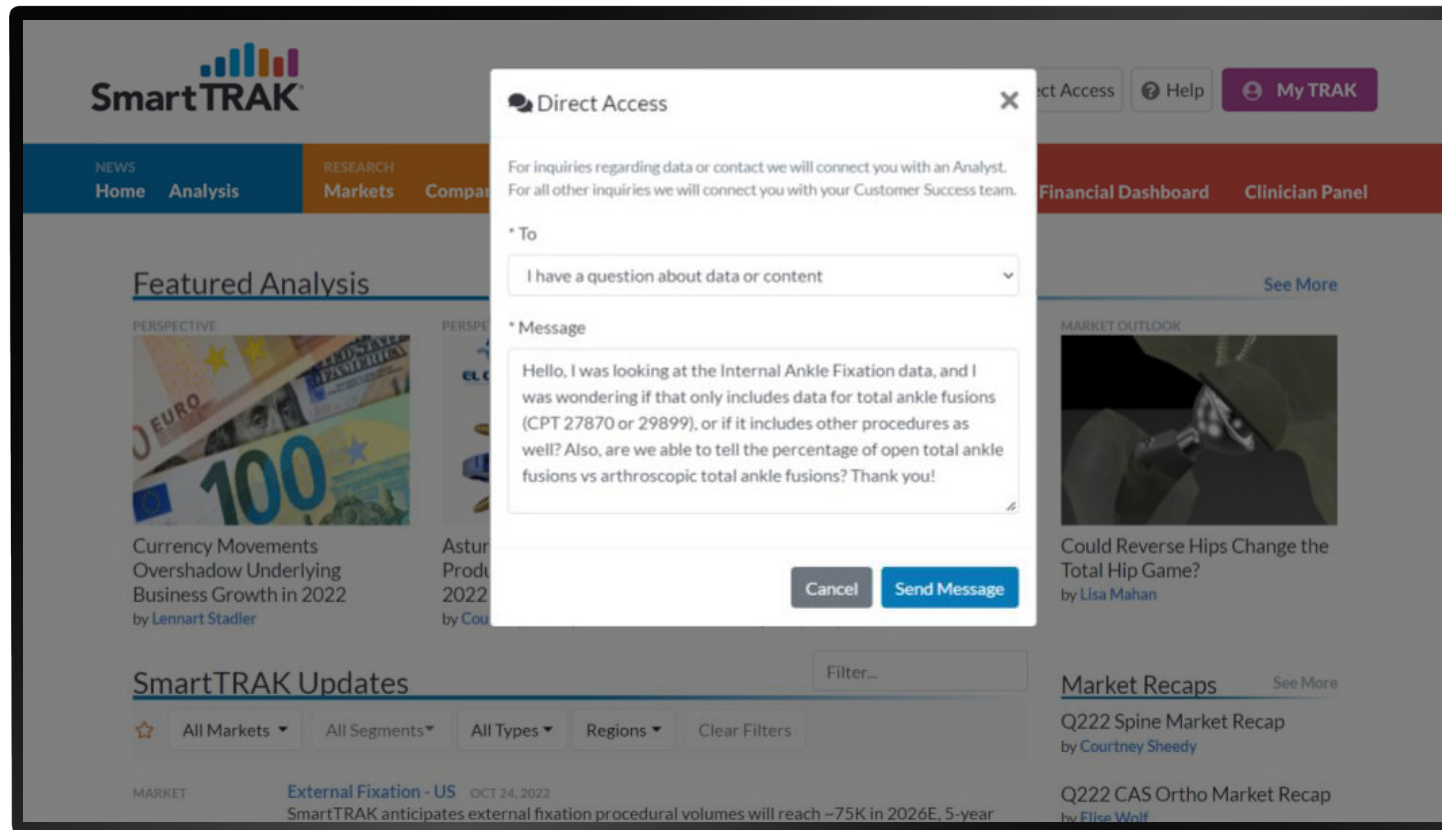 SmartTRAK
Direct Access
ct Access
Help
My TRAK
NEWS
Home Analysis
RESEARCH
Markets
Financial Dashboard
Clinician Panel
For inquiries regarding data or contact we will connect you with an Analyst.
For all other inquiries we will connect you with your Customer Success team.
* To
I have a question about data or content
* Message
Hello, I was looking at the Internal Ankle Fixation data, and I
was wondering if that only includes data for total ankle fusions
(CPT 27870 or 29899), or if it includes other procedures as
well? Also, are we able to tell the percentage of open total ankle
fusions vs arthroscopic total ankle fusions? Thank you!
Cancel
Send Message
Featured Analysis
See More
PERSPECTIVE
EURO
100
Currency Movements
Overshadow Underlying
Business Growth in 2022
by Lennart Stadler
2022
MARKET OUTLOOK
Could Reverse Hips Change the
Total Hip Game?
by Lisa Mahan
SmartTRAK Updates
Filter...
All Markets
All Segments
All Types
Regions
Clear Filters
MARKET
External Fixation - US OCT 24, 2022
SmartTRAK anticipates external fixation procedural volumes will reach ~75K in 2026E, 5-year
Market Recaps
See More
Q222 Spine Market Recap
by Courtney Sheedy
Q222 CAS Ortho Market Recap
by Elise Wolf